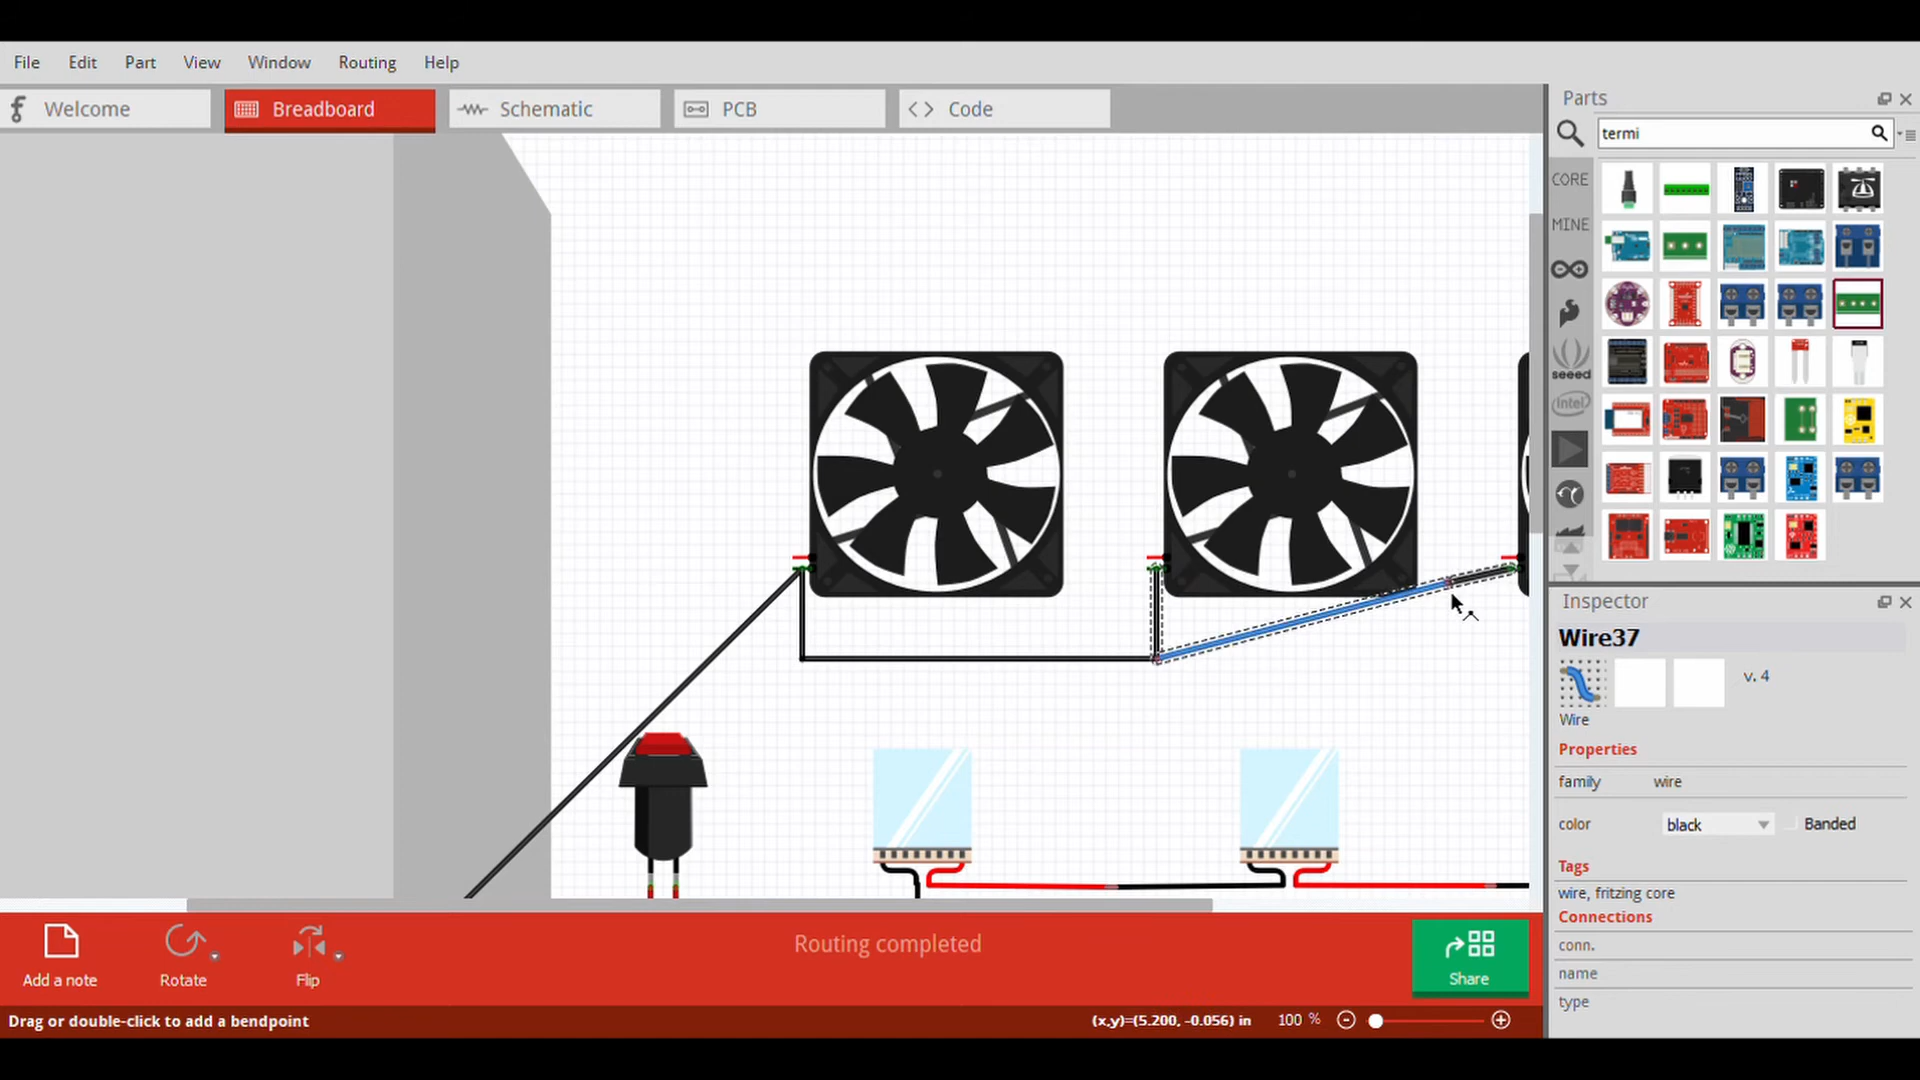 File Edit Part View Window Routing Help
Welcome Breadboard Schematic PCB Code
Parts
termi
CORE
MINE
seeed
intel
Inspector
Wire37
v. 4
Wire
Properties
family wire
color black Banded
Tags
wire, fritzing core
Connections
conn.
name
type
Routing completed
Add a note Rotate Flip Share
Drag or double-click to add a bendpoint (x,y)=(5.200, -0.056) in 100 %